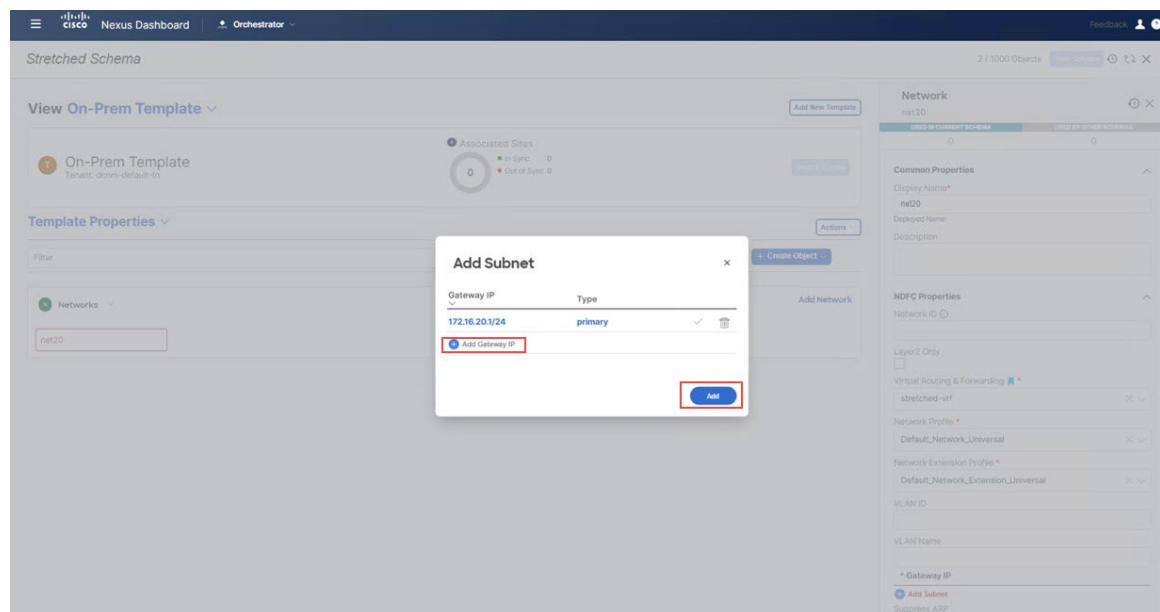 cisco Nexus Dashboard Orchestrator Feedback
Stretched Schema 2 / 1000 Objects
View On-Prem Template Add New Template
On-Prem Template
Tenant: dcnm-default-tn
Associated Sites
0
In Sync 0
Out of Sync 0
Template Properties Actions
Filter + Create Object
Networks Add Network
net20
Add Subnet
Gateway IP Type
172.16.20.1/24 primary
Add Gateway IP
Add
Network
net20
USED IN CURRENT SCHEMA USED BY OTHER SCHEMAS
0 0
Common Properties
Display Name*
net20
Deployed Name:
Description
NDFC Properties
Network ID
Layer2 Only
Virtual Routing & Forwarding *
stretched-vrf
Network Profile *
Default_Network_Universal
Network Extension Profile *
Default_Network_Extension_Universal
VLAN ID
VLAN Name
* Gateway IP
Add Subnet
Suppress ARP